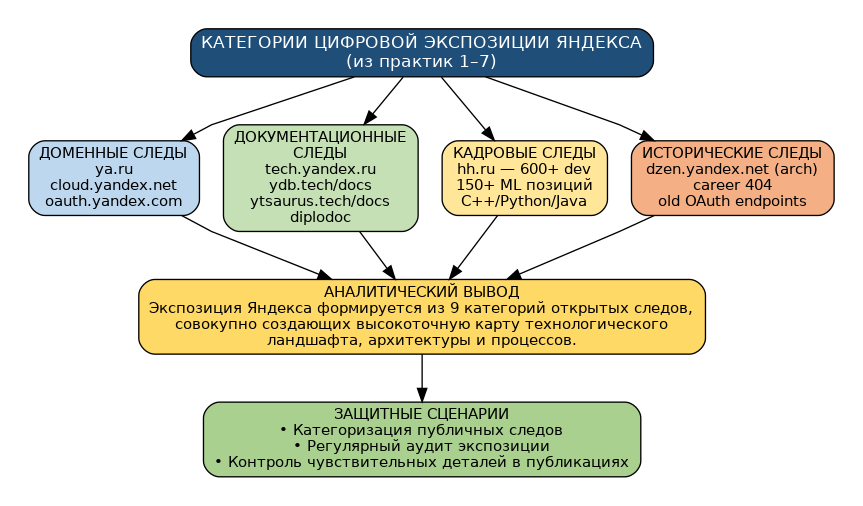 КАТЕГОРИИ ЦИФРОВОЙ ЭКСПОЗИЦИИ ЯНДЕКСА
(из практик 1–7)
ДОМЕННЫЕ СЛЕДЫ
ya.ru
cloud.yandex.net
oauth.yandex.com
ДОКУМЕНТАЦИОННЫЕ
СЛЕДЫ
tech.yandex.ru
ydb.tech/docs
ytsaurus.tech/docs
diplodoc
КАДРОВЫЕ СЛЕДЫ
hh.ru — 600+ dev
150+ ML позиций
C++/Python/Java
ИСТОРИЧЕСКИЕ СЛЕДЫ
dzen.yandex.net (arch)
career 404
old OAuth endpoints
АНАЛИТИЧЕСКИЙ ВЫВОД
Экспозиция Яндекса формируется из 9 категорий открытых следов,
совокупно создающих высокоточную карту технологического
ландшафта, архитектуры и процессов.
ЗАЩИТНЫЕ СЦЕНАРИИ
• Категоризация публичных следов
• Регулярный аудит экспозиции
• Контроль чувствительных деталей в публикациях